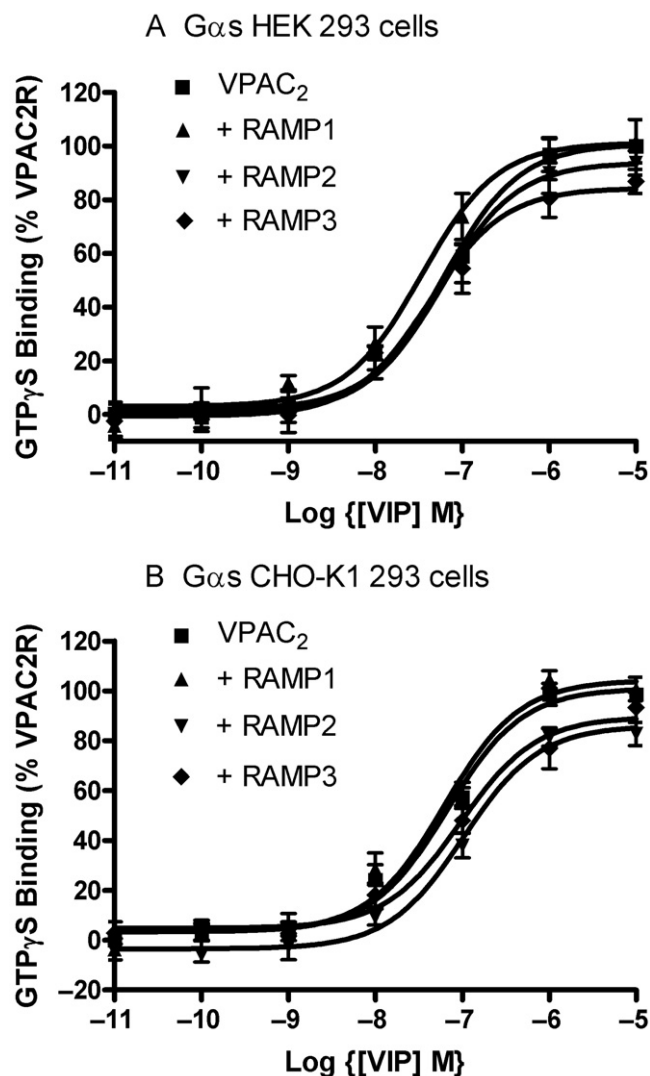 A Gαs HEK 293 cells
VPAC₂
+ RAMP1
+ RAMP2
+ RAMP3
GTPγS Binding (% VPAC2R)
120
100
80
60
40
20
0
–11 –10 –9 –8 –7 –6 –5
Log {[VIP] M}
B Gαs CHO-K1 293 cells
VPAC₂
+ RAMP1
+ RAMP2
+ RAMP3
GTPγS Binding (% VPAC2R)
120
100
80
60
40
20
0
–20
–11 –10 –9 –8 –7 –6 –5
Log {[VIP] M}